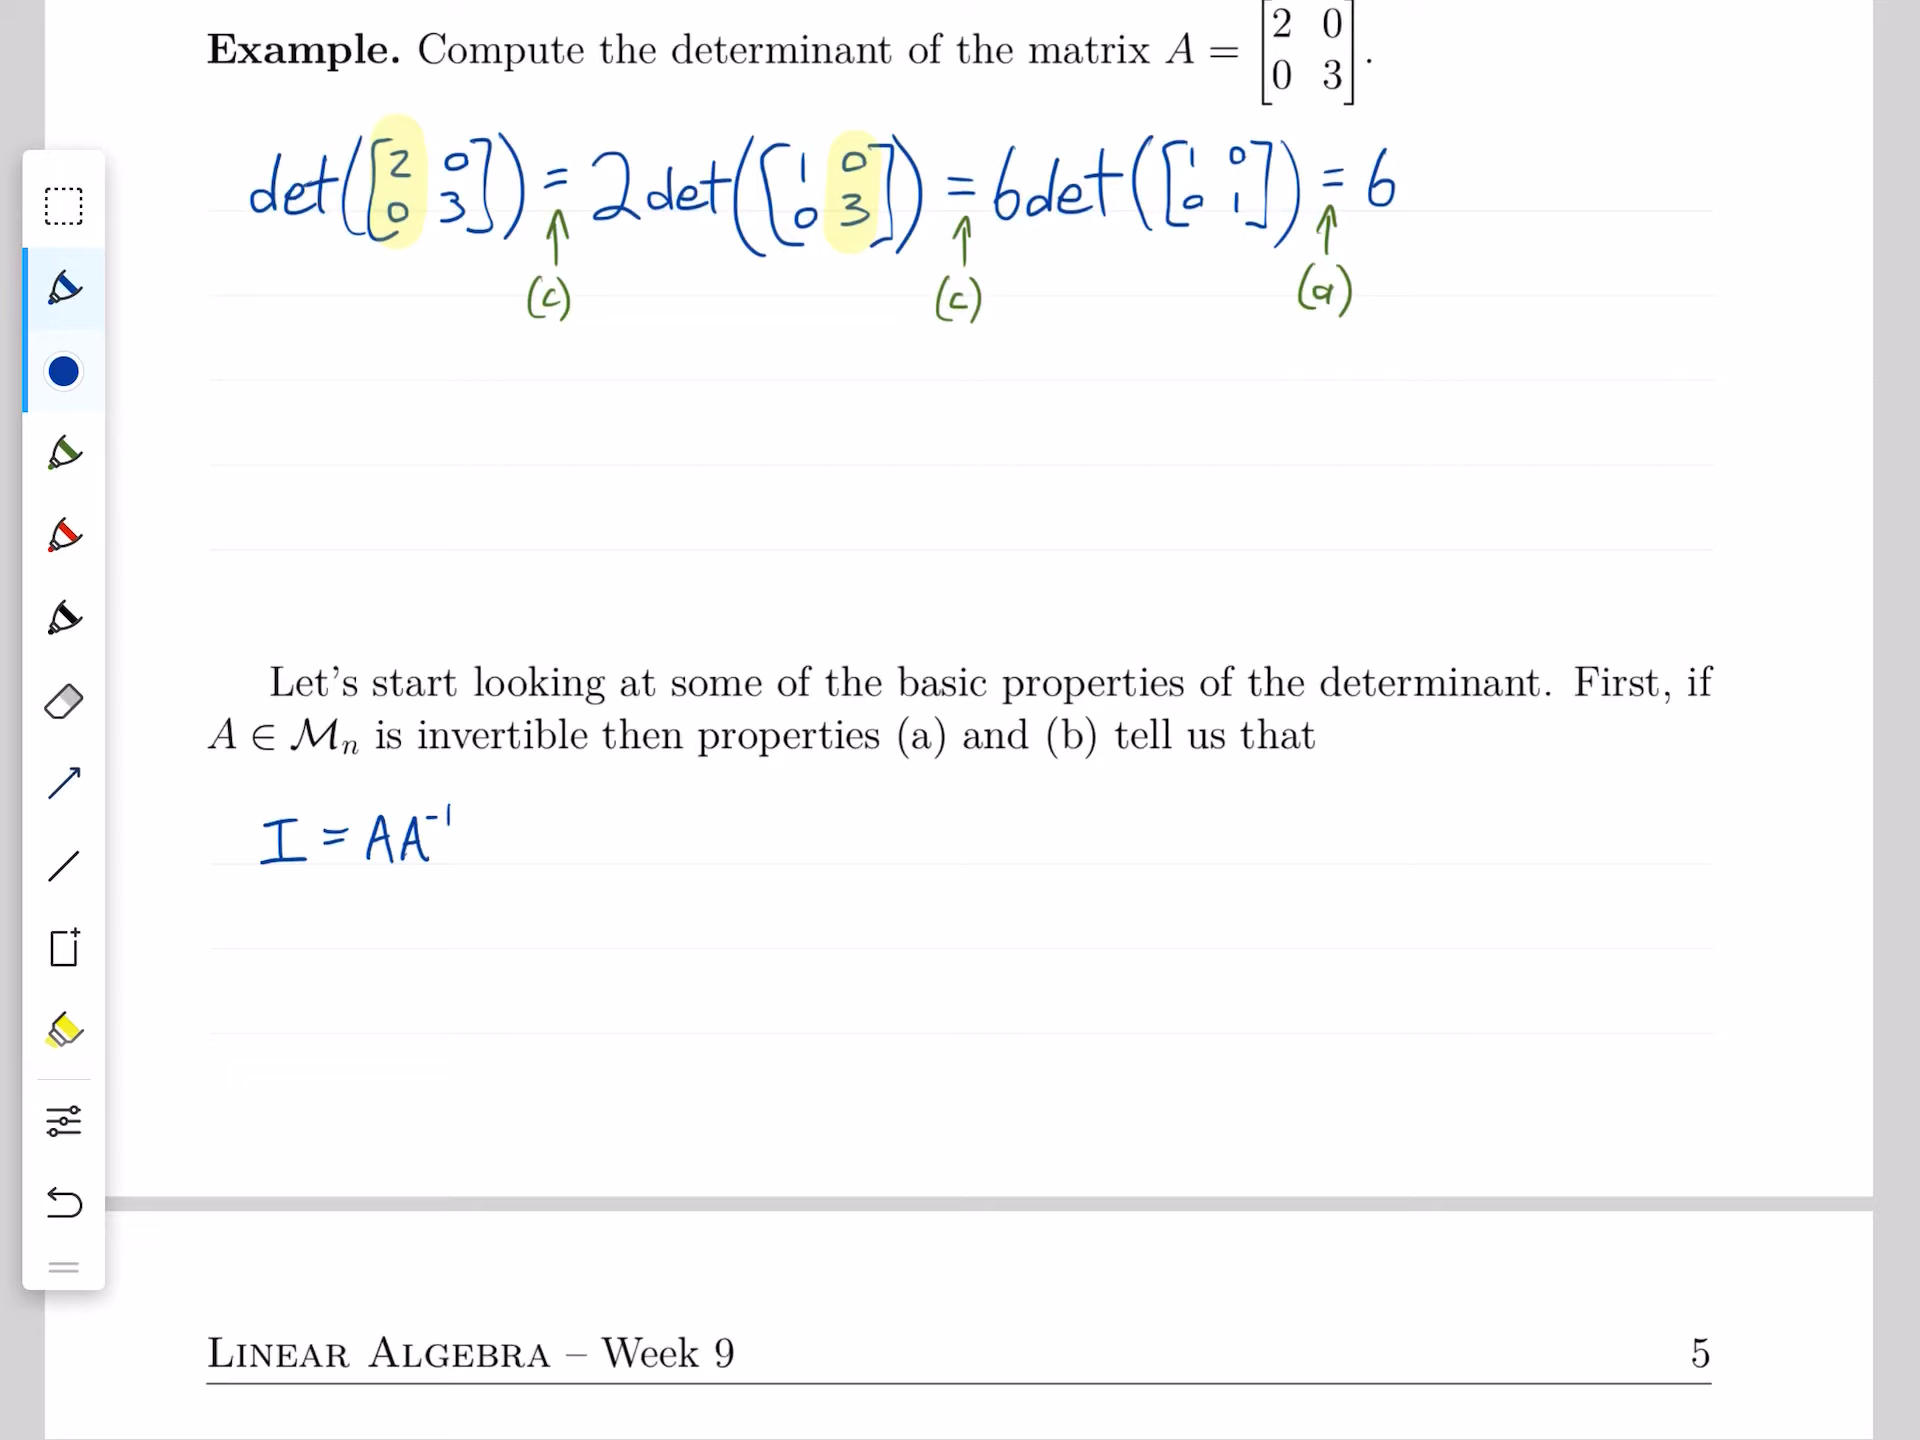 Example. Compute the determinant of the matrix A = [2 0; 0 3].
det([2 0; 0 3]) = 2det([1 0; 0 3]) = 6det([1 0; 0 1]) = 6
↑ ↑ ↑
(c) (c) (a)
Let's start looking at some of the basic properties of the determinant. First, if
A ∈ ℳₙ is invertible then properties (a) and (b) tell us that
I = AA⁻¹
LINEAR ALGEBRA – Week 9 5